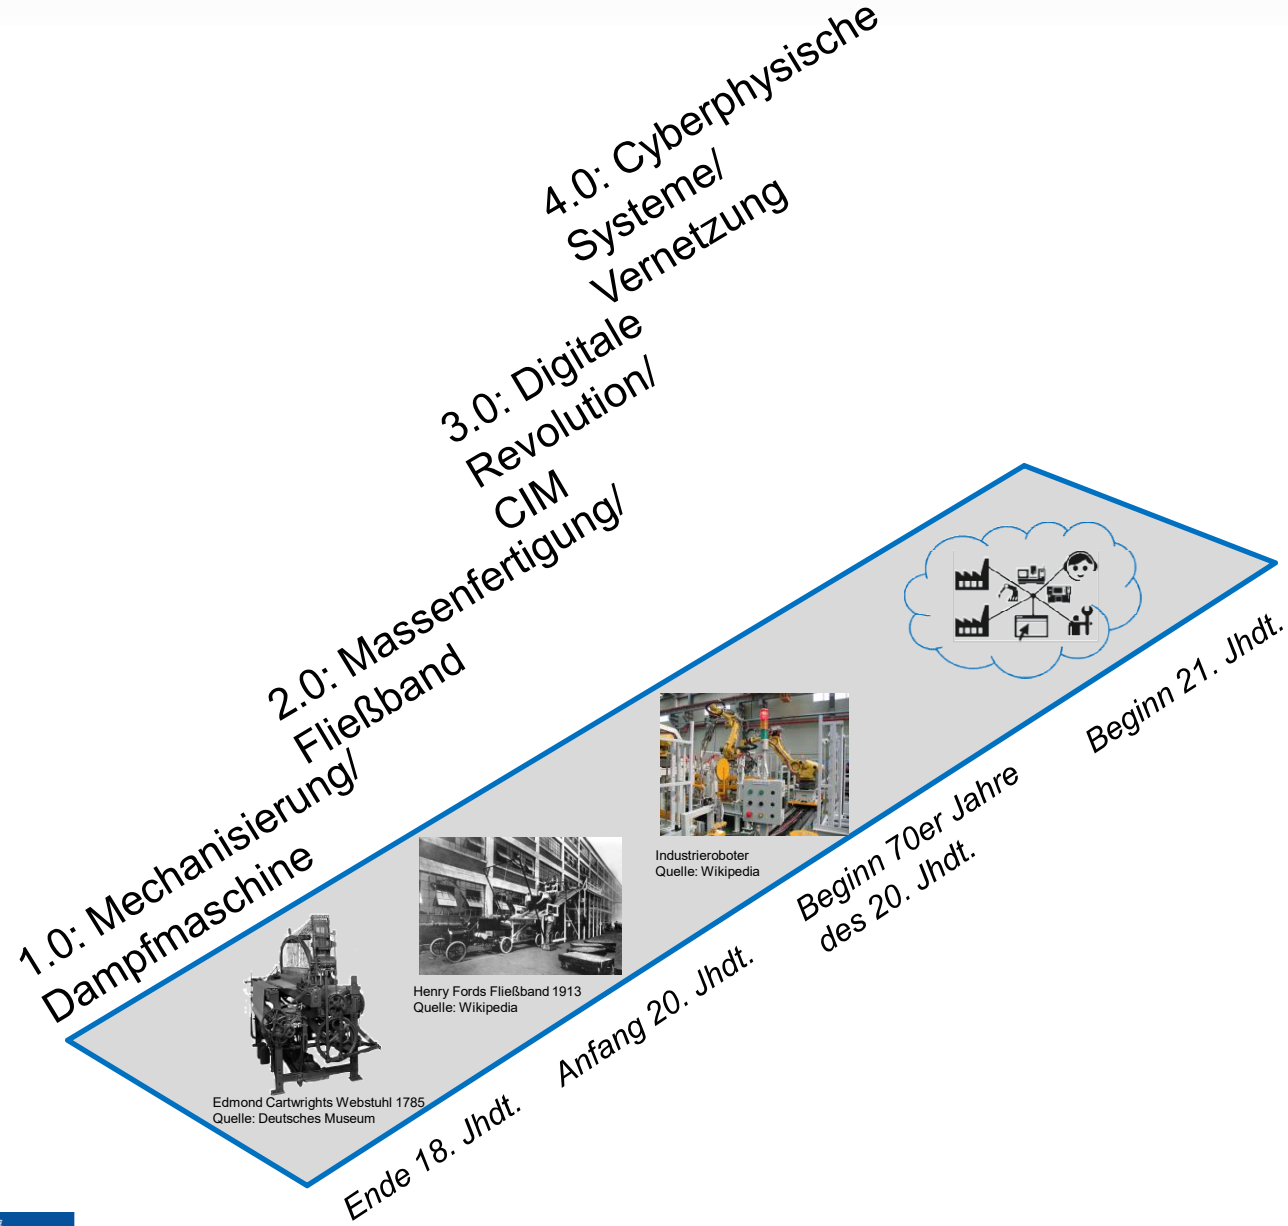 4.0: Cyberphysische
Systeme/
Vernetzung
3.0: Digitale
Revolution/
CIM
2.0: Massenfertigung/
Fließband
1.0: Mechanisierung/
Dampfmaschine
Industrieroboter
Quelle: Wikipedia
Henry Fords Fließband 1913
Quelle: Wikipedia
Edmond Cartwrights Webstuhl 1785
Quelle: Deutsches Museum
Ende 18. Jhdt.
Anfang 20. Jhdt.
Beginn 70er Jahre
des 20. Jhdt.
Beginn 21. Jhdt.